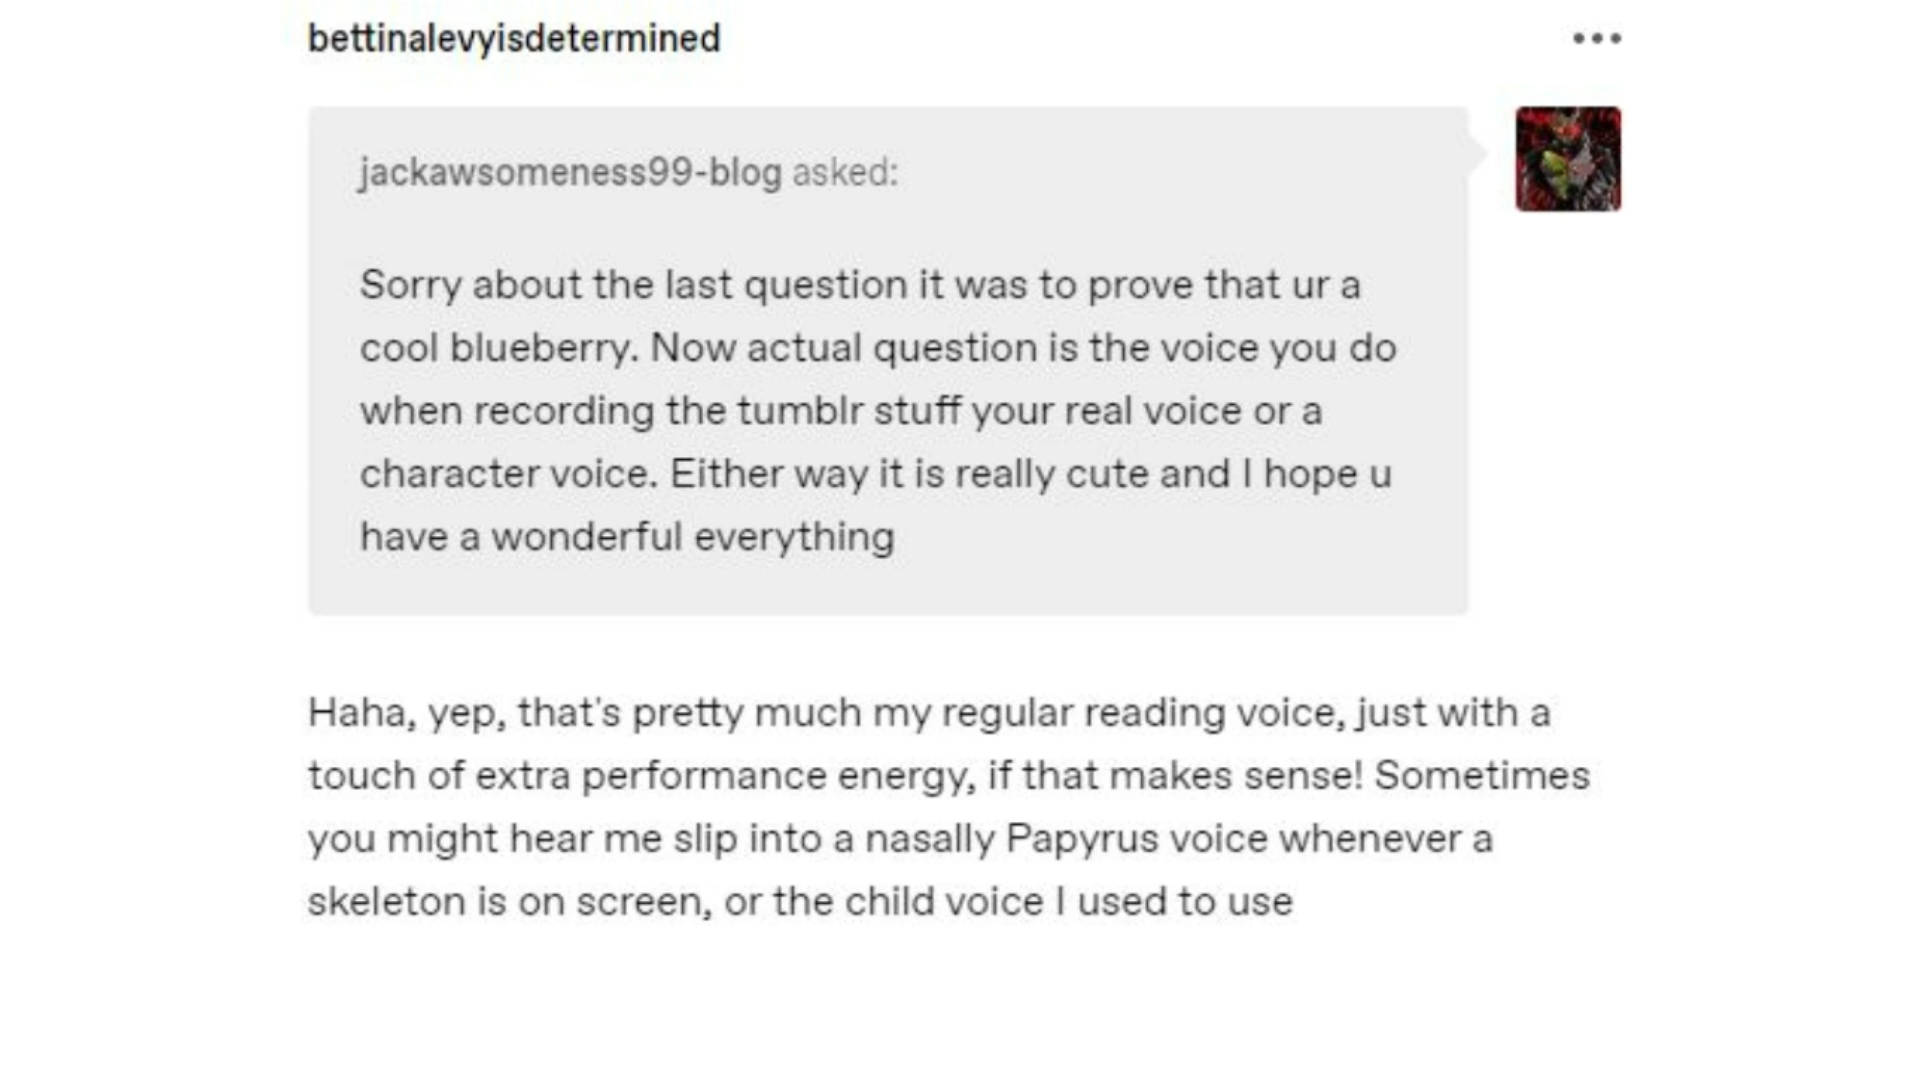 bettinalevyisdetermined
jackawsomeness99-blog asked:
Sorry about the last question it was to prove that ur a
cool blueberry. Now actual question is the voice you do
when recording the tumblr stuff your real voice or a
character voice. Either way it is really cute and I hope u
have a wonderful everything
Haha, yep, that's pretty much my regular reading voice, just with a
touch of extra performance energy, if that makes sense! Sometimes
you might hear me slip into a nasally Papyrus voice whenever a
skeleton is on screen, or the child voice I used to use